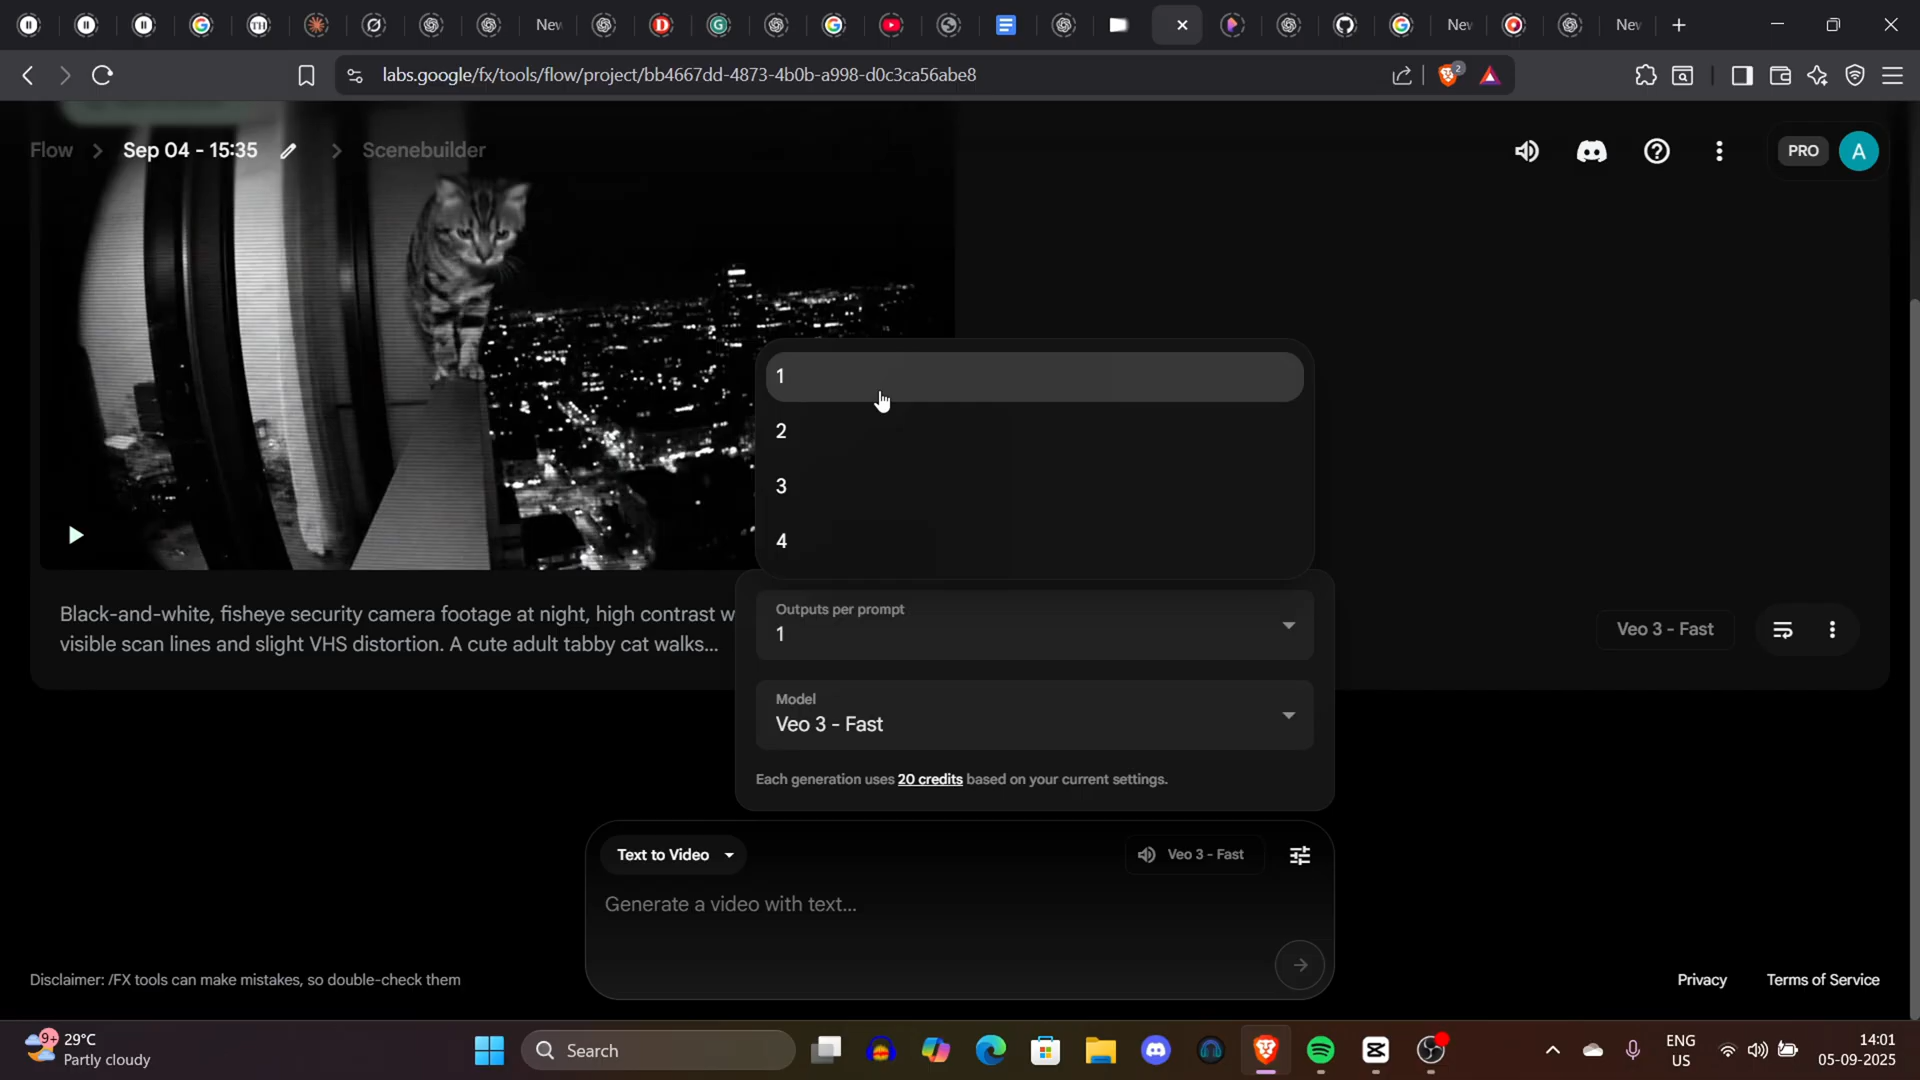 New
New
New
labs.google/fx/tools/flow/project/bb4667dd-4873-4b0b-a998-d0c3ca56abe8
2
Flow > Sep 04 - 15:35 > Scenebuilder
PRO
A
1
2
3
4
Outputs per prompt
1
Black-and-white, fisheye security camera footage at night, high contrast w
visible scan lines and slight VHS distortion. A cute adult tabby cat walks...
Veo 3 - Fast
Model
Veo 3 - Fast
Each generation uses 20 credits based on your current settings.
Text to Video
Veo 3 - Fast
Generate a video with text...
Disclaimer: /FX tools can make mistakes, so double-check them
Privacy
Terms of Service
9+
29°C
Partly cloudy
Search
ENG
US
14:01
05-09-2025